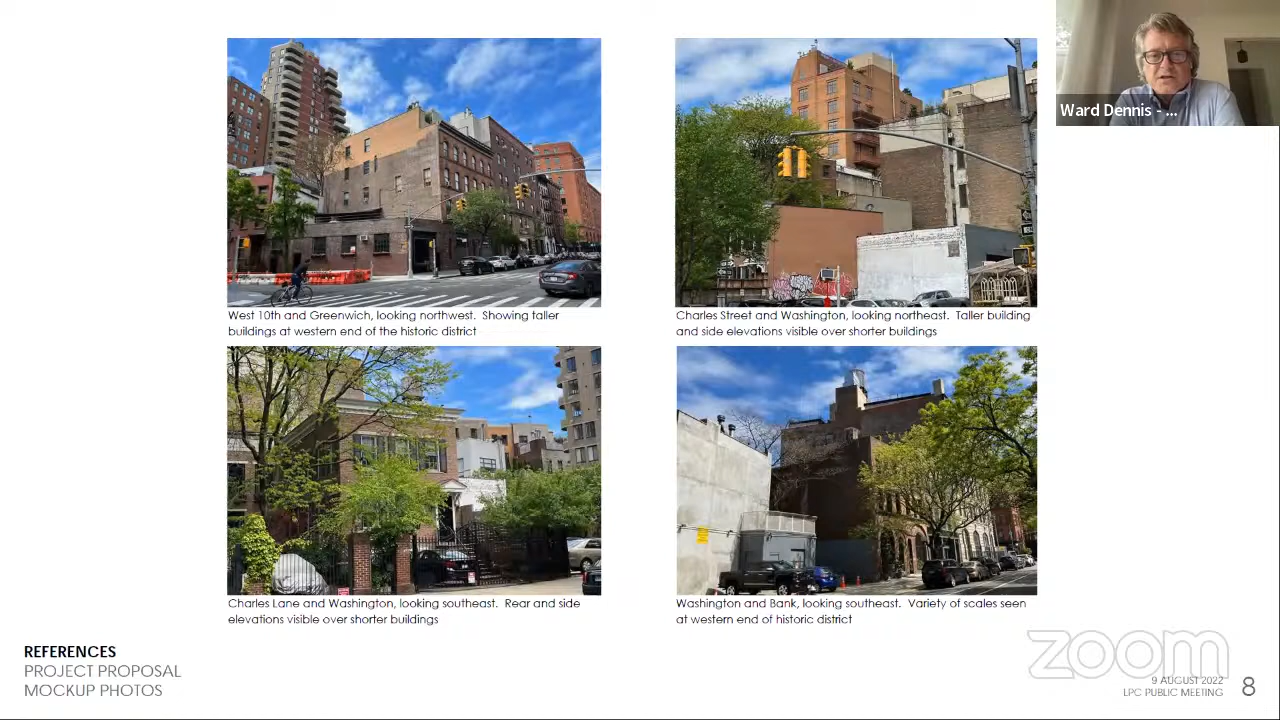 Ward Dennis - ...
West 10th and Greenwich, looking northwest. Showing taller
buildings at western end of the historic district
Charles Street and Washington, looking northeast. Taller building
and side elevations visible over shorter buildings
Charles Lane and Washington, looking southeast. Rear and side
elevations visible over shorter buildings
Washington and Bank, looking southeast. Variety of scales seen
at western end of historic district
REFERENCES
PROJECT PROPOSAL
MOCKUP PHOTOS
zoom
9 AUGUST 2022
LPC PUBLIC MEETING
8